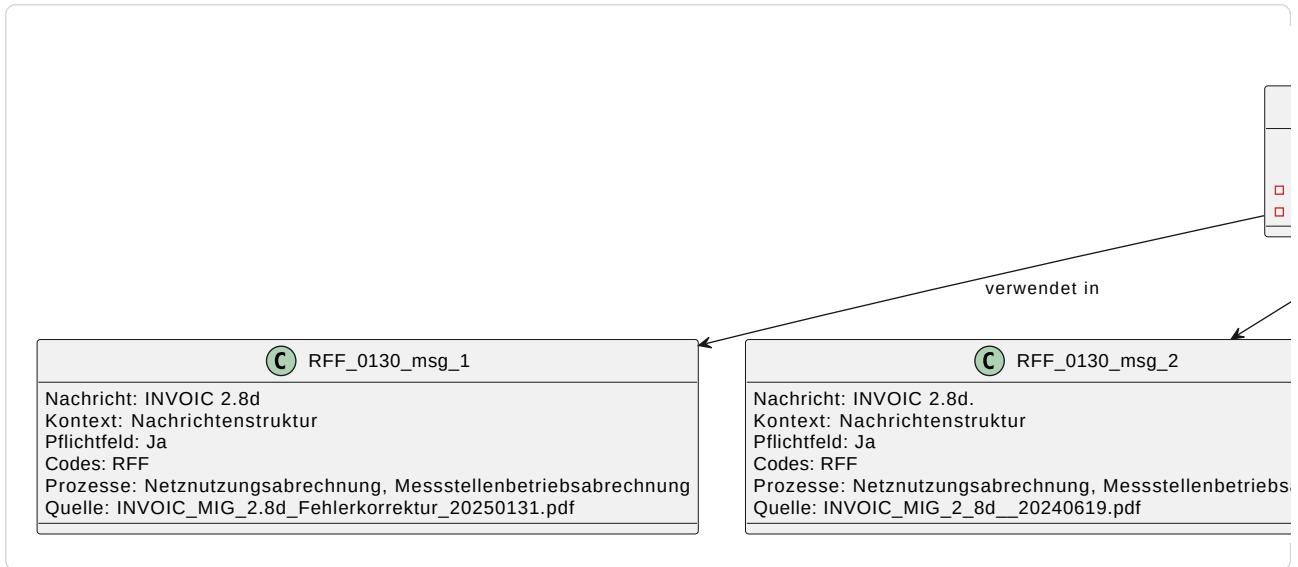 verwendet in
C RFF_0130_msg_1
Nachricht: INVOIC 2.8d
Kontext: Nachrichtenstruktur
Pflichtfeld: Ja
Codes: RFF
Prozesse: Netznutzungsabrechnung, Messstellenbetriebsabrechnung
Quelle: INVOIC_MIG_2.8d_Fehlerkorrektur_20250131.pdf
C RFF_0130_msg_2
Nachricht: INVOIC 2.8d.
Kontext: Nachrichtenstruktur
Pflichtfeld: Ja
Codes: RFF
Prozesse: Netznutzungsabrechnung,
Quelle: INVOIC_MIG_2_8d__20240619.pdf